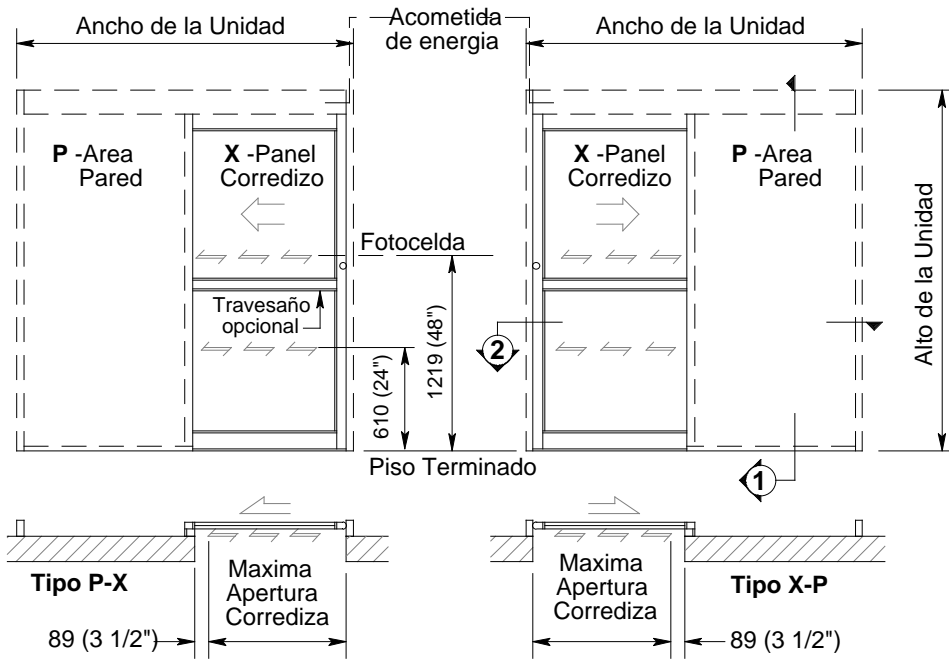 Ancho de la Unidad
Acometida
de energia
Ancho de la Unidad
P -Area
Pared
X -Panel
Corredizo
X -Panel
Corredizo
P -Area
Pared
Fotocelda
Travesaño
opcional
610 (24")
1219 (48")
2
Alto de la Unidad
Piso Terminado
1
Tipo P-X
Maxima
Apertura
Corrediza
Maxima
Apertura
Corrediza
Tipo X-P
89 (3 1/2")
89 (3 1/2")